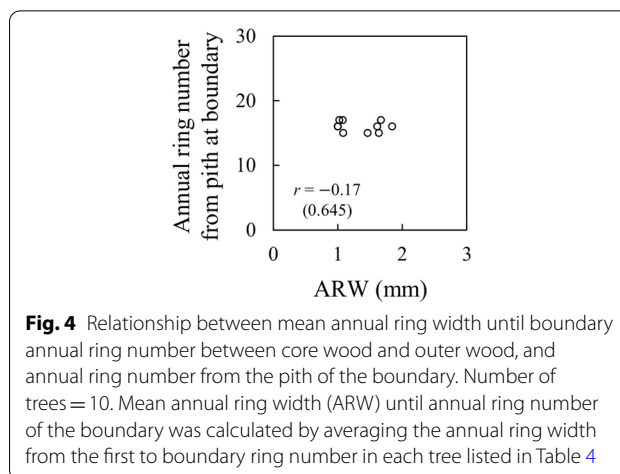 30
20
10
0
Annual ring number
from pith at boundary
r = −0.17
(0.645)
0 1 2 3
ARW (mm)
Fig. 4 Relationship between mean annual ring width until boundary
annual ring number between core wood and outer wood, and
annual ring number from the pith of the boundary. Number of
trees = 10. Mean annual ring width (ARW) until annual ring number
of the boundary was calculated by averaging the annual ring width
from the first to boundary ring number in each tree listed in Table 4